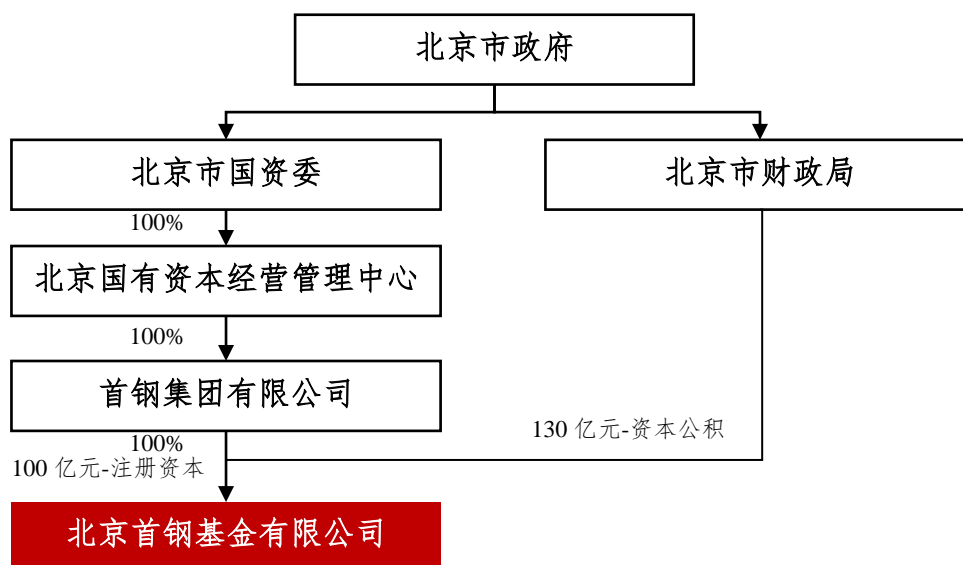 北京市政府
北京市国资委
北京市财政局
100%
北京国有资本经营管理中心
100%
首钢集团有限公司
130 亿元-资本公积
100%
100 亿元-注册资本
北京首钢基金有限公司